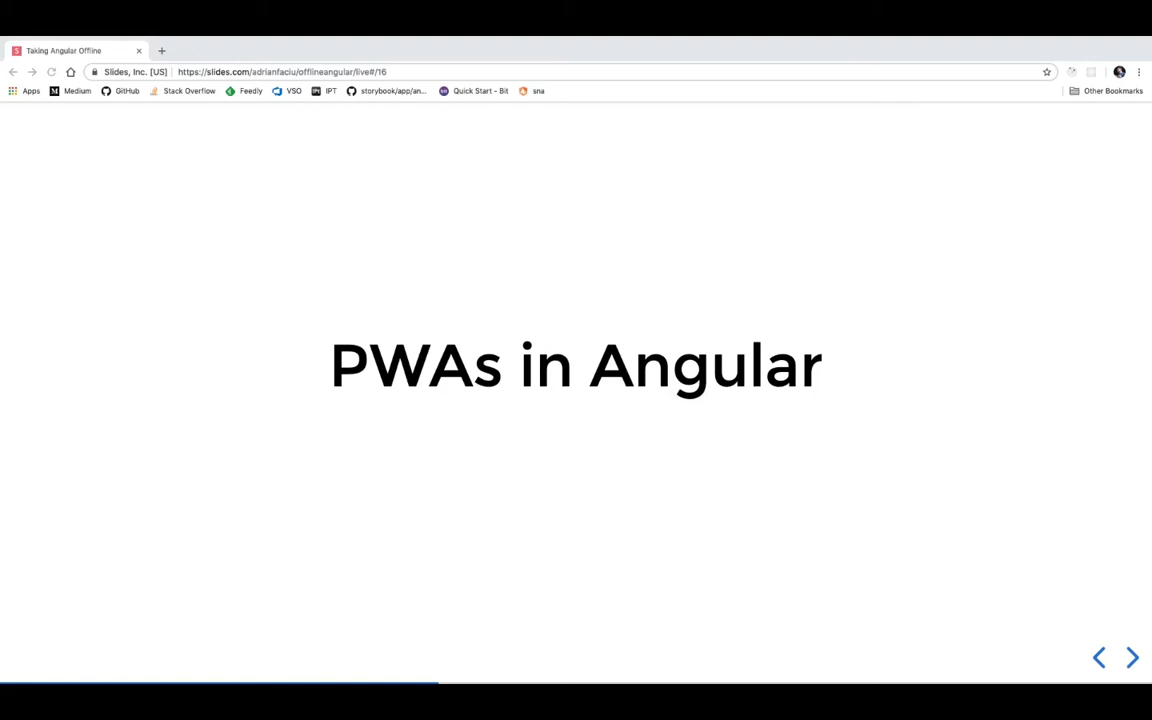 Taking Angular Offline
Slides, Inc. [US] https://slides.com/adrianfaciu/offlineangular/live#/16
Apps Medium GitHub Stack Overflow Feedly VSO IPT storybook/app/an... Quick Start - Bit sna Other Bookmarks
PWAs in Angular